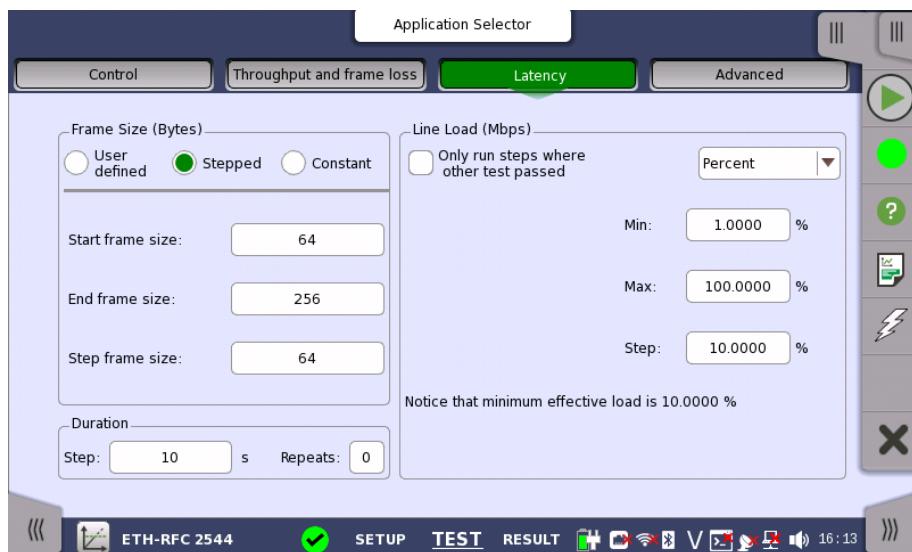 Application Selector
Control
Throughput and frame loss
Latency
Advanced
Frame Size (Bytes)
User
defined
Stepped
Constant
Start frame size:
64
End frame size:
256
Step frame size:
64
Duration
Step:
10
s
Repeats:
0
Line Load (Mbps)
Only run steps where
other test passed
Percent
Min:
1.0000
%
Max:
100.0000
%
Step:
10.0000
%
Notice that minimum effective load is 10.0000 %
ETH-RFC 2544
SETUP
TEST
RESULT
16:13